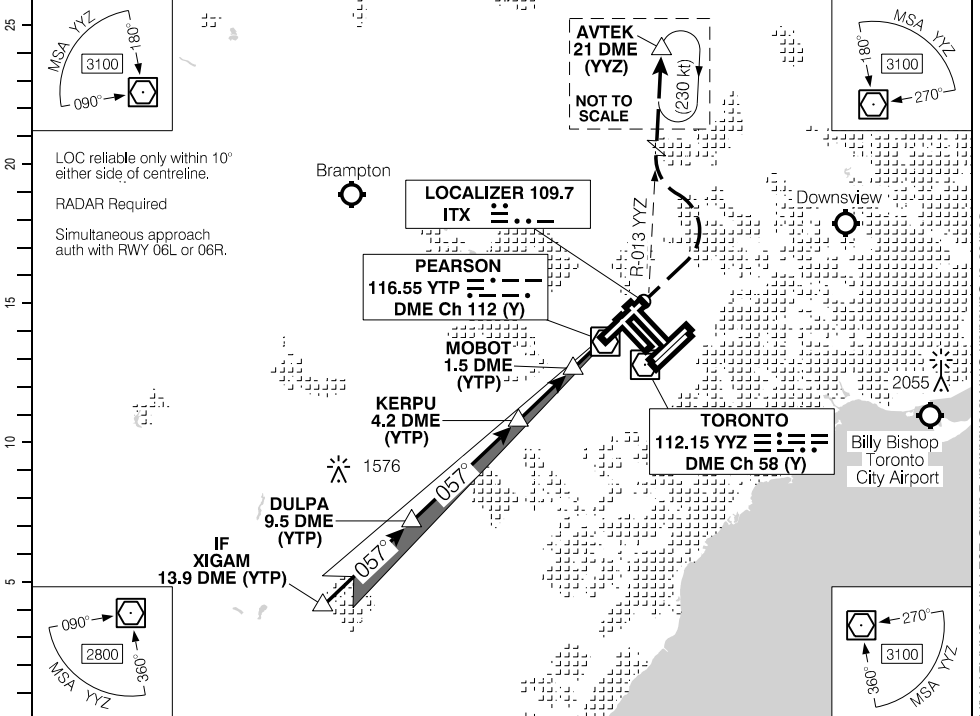 25
20
15
10
5
MSA YYZ
180°
3100
090°
MSA YYZ
180°
3100
270°
AVTEK
21 DME
(YYZ)
NOT TO
SCALE
(230 kt)
LOC reliable only within 10°
either side of centreline.
RADAR Required
Simultaneous approach
auth with RWY 06L or 06R.
Brampton
LOCALIZER 109.7
ITX
Downsview
R-013 YYZ
PEARSON
116.55 YTP
DME Ch 112 (Y)
MOBOT
1.5 DME
(YTP)
2055
KERPU
4.2 DME
(YTP)
TORONTO
112.15 YYZ
DME Ch 58 (Y)
Billy Bishop
Toronto
City Airport
1576
057°
DULPA
9.5 DME
(YTP)
057°
IF
XIGAM
13.9 DME (YTP)
090°
2800
360°
MSA YYZ
270°
3100
360°
MSA YYZ